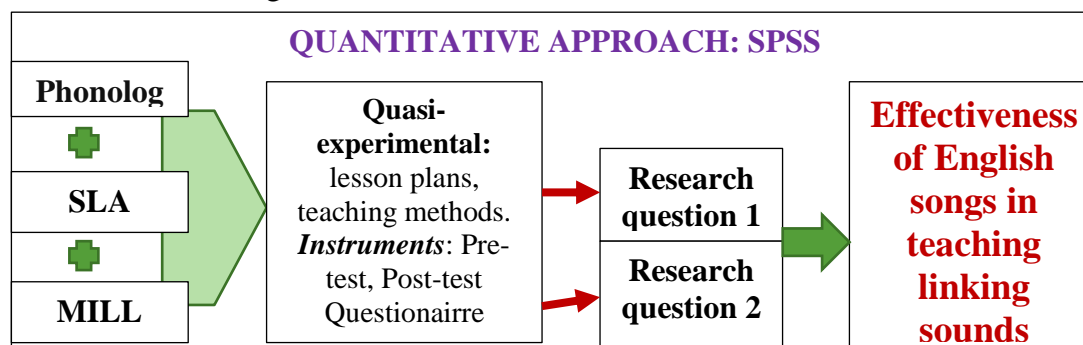 QUANTITATIVE APPROACH: SPSS
Phonolog
SLA
MILL
Quasi-
experimental:
lesson plans,
teaching methods.
Instruments: Pre-
test, Post-test
Questionairre
Research
question 1
Research
question 2
Effectiveness
of English
songs in
teaching
linking
sounds